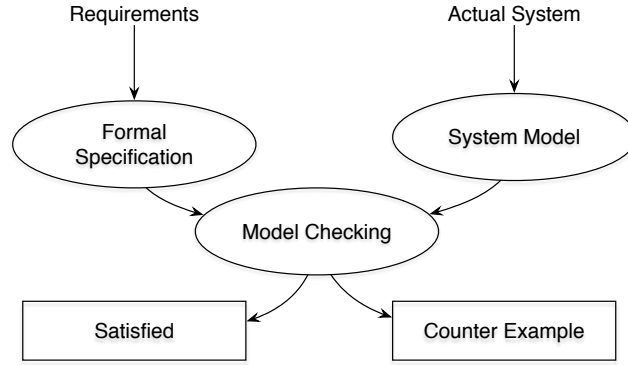 Requirements
Actual System
Formal
Specification
System Model
Model Checking
Satisfied
Counter Example